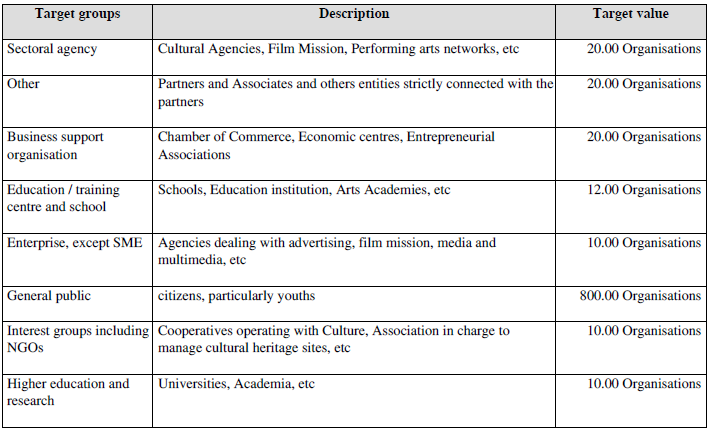 Target groups Description Target value
Sectoral agency Cultural Agencies, Film Mission, Performing arts networks, etc 20.00 Organisations
Other Partners and Associates and others entities strictly connected with the 20.00 Organisations
partners
Business support Chamber of Commerce, Economic centres, Entrepreneurial 20.00 Organisations
organisation Associations
Education / training Schools, Education institution, Arts Academies, etc 12.00 Organisations
centre and school
Enterprise, except SME Agencies dealing with advertising, film mission, media and 10.00 Organisations
multimedia, etc
General public citizens, particularly youths 800.00 Organisations
Interest groups including Cooperatives operating with Culture, Association in charge to 10.00 Organisations
NGOs manage cultural heritage sites, etc
Higher education and Universities, Academia, etc 10.00 Organisations
research